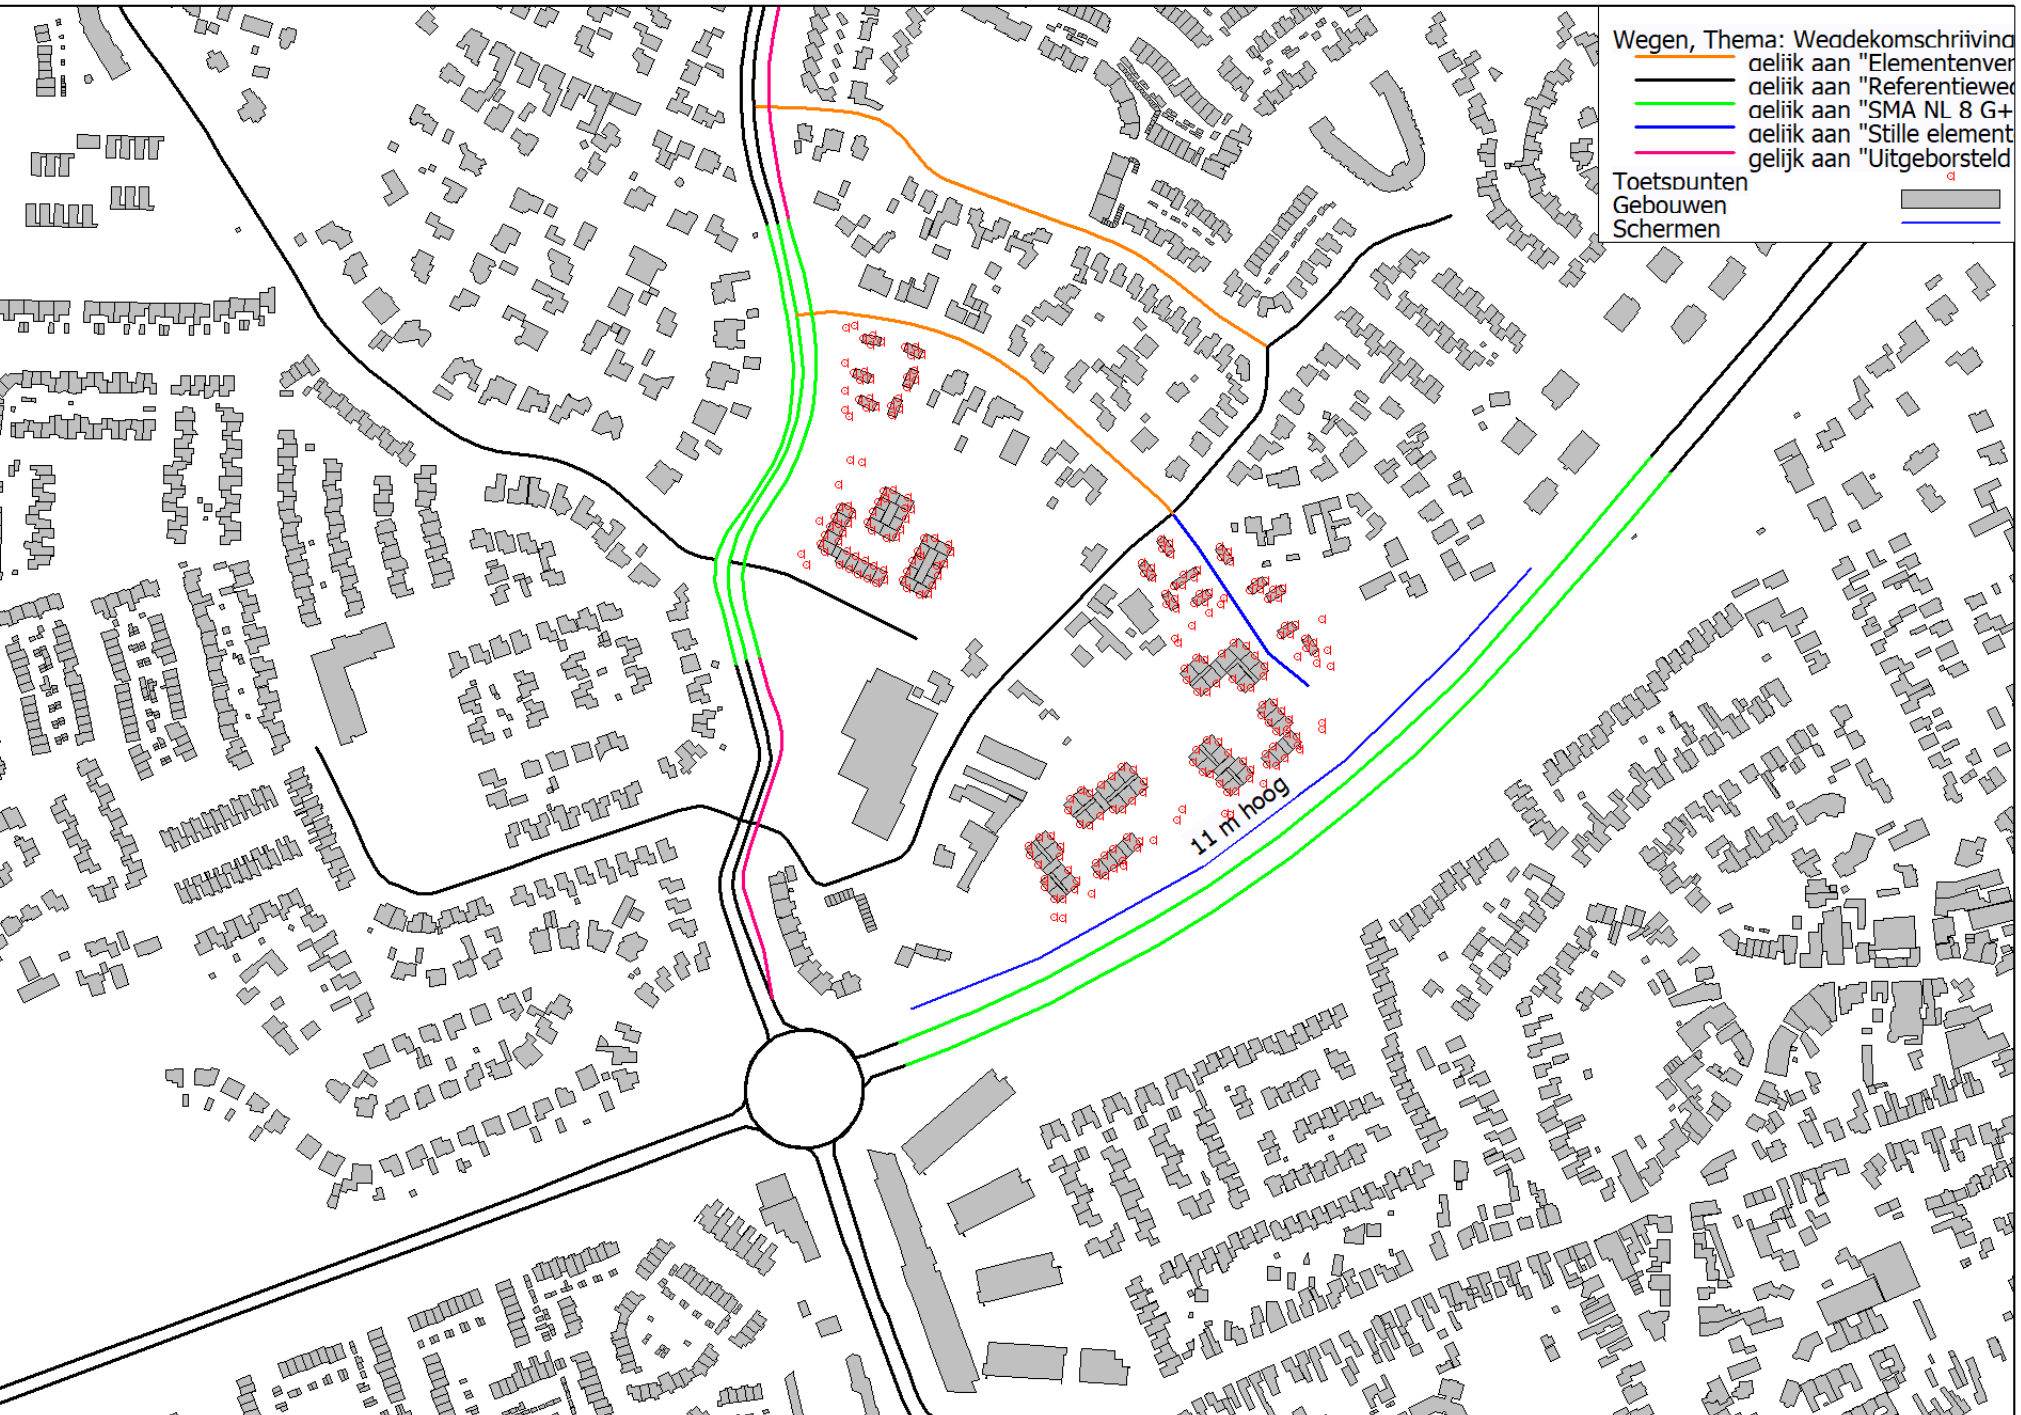 Wegen, Thema: Wegdekomschrijving
gelijk aan "Elementenver
gelijk aan "Referentieweg
gelijk aan "SMA NL 8 G+
gelijk aan "Stille element
gelijk aan "Uitgeborsteld
Toetspunten
Gebouwen
Schermen
11 m hoog